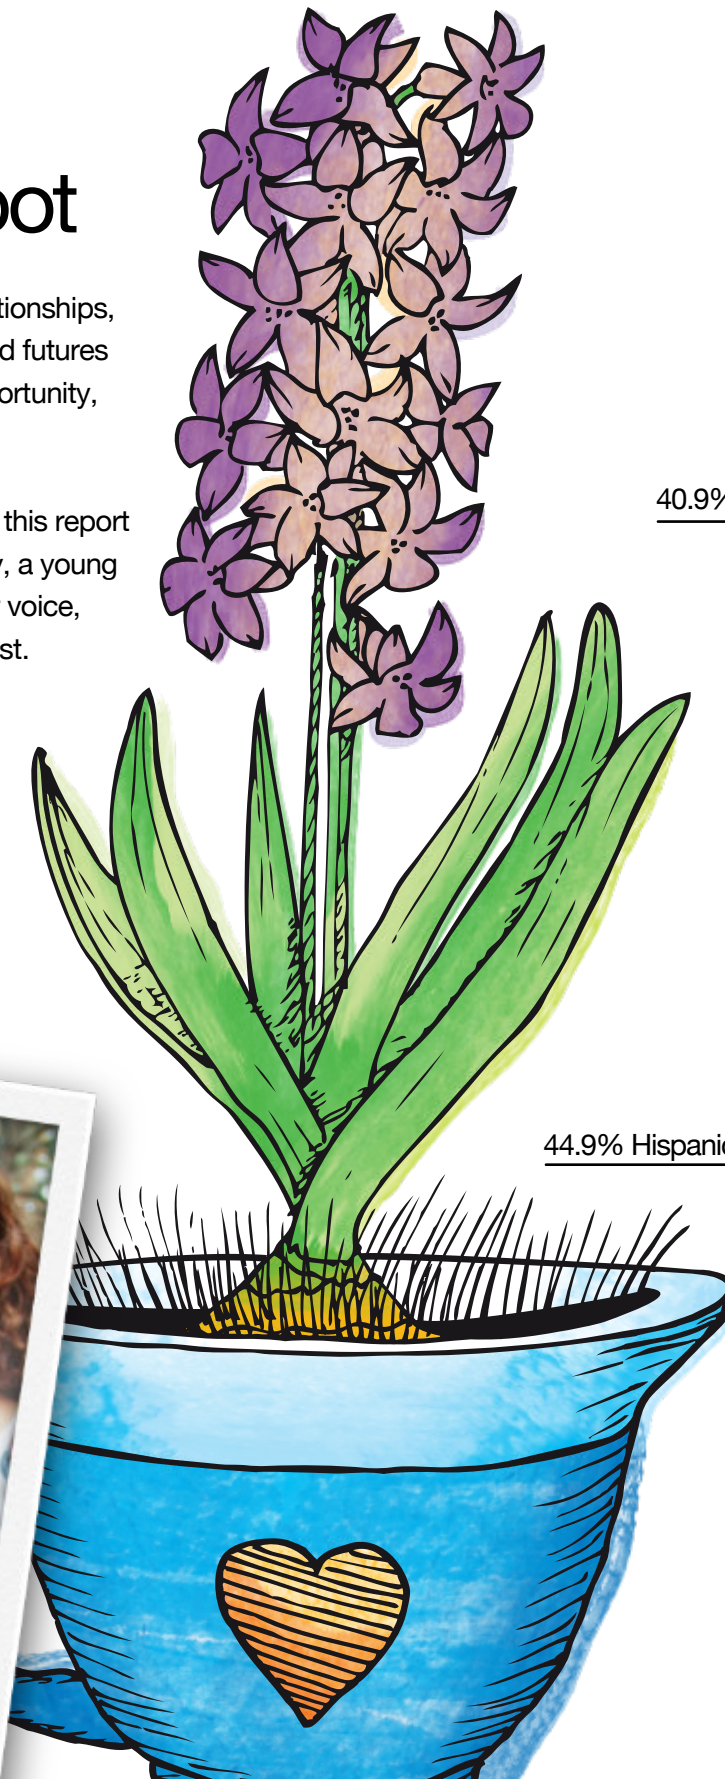 oot
tionships,
d futures
ortunity,
this report
, a young
voice,
st.
40.9%
44.9% Hispanic